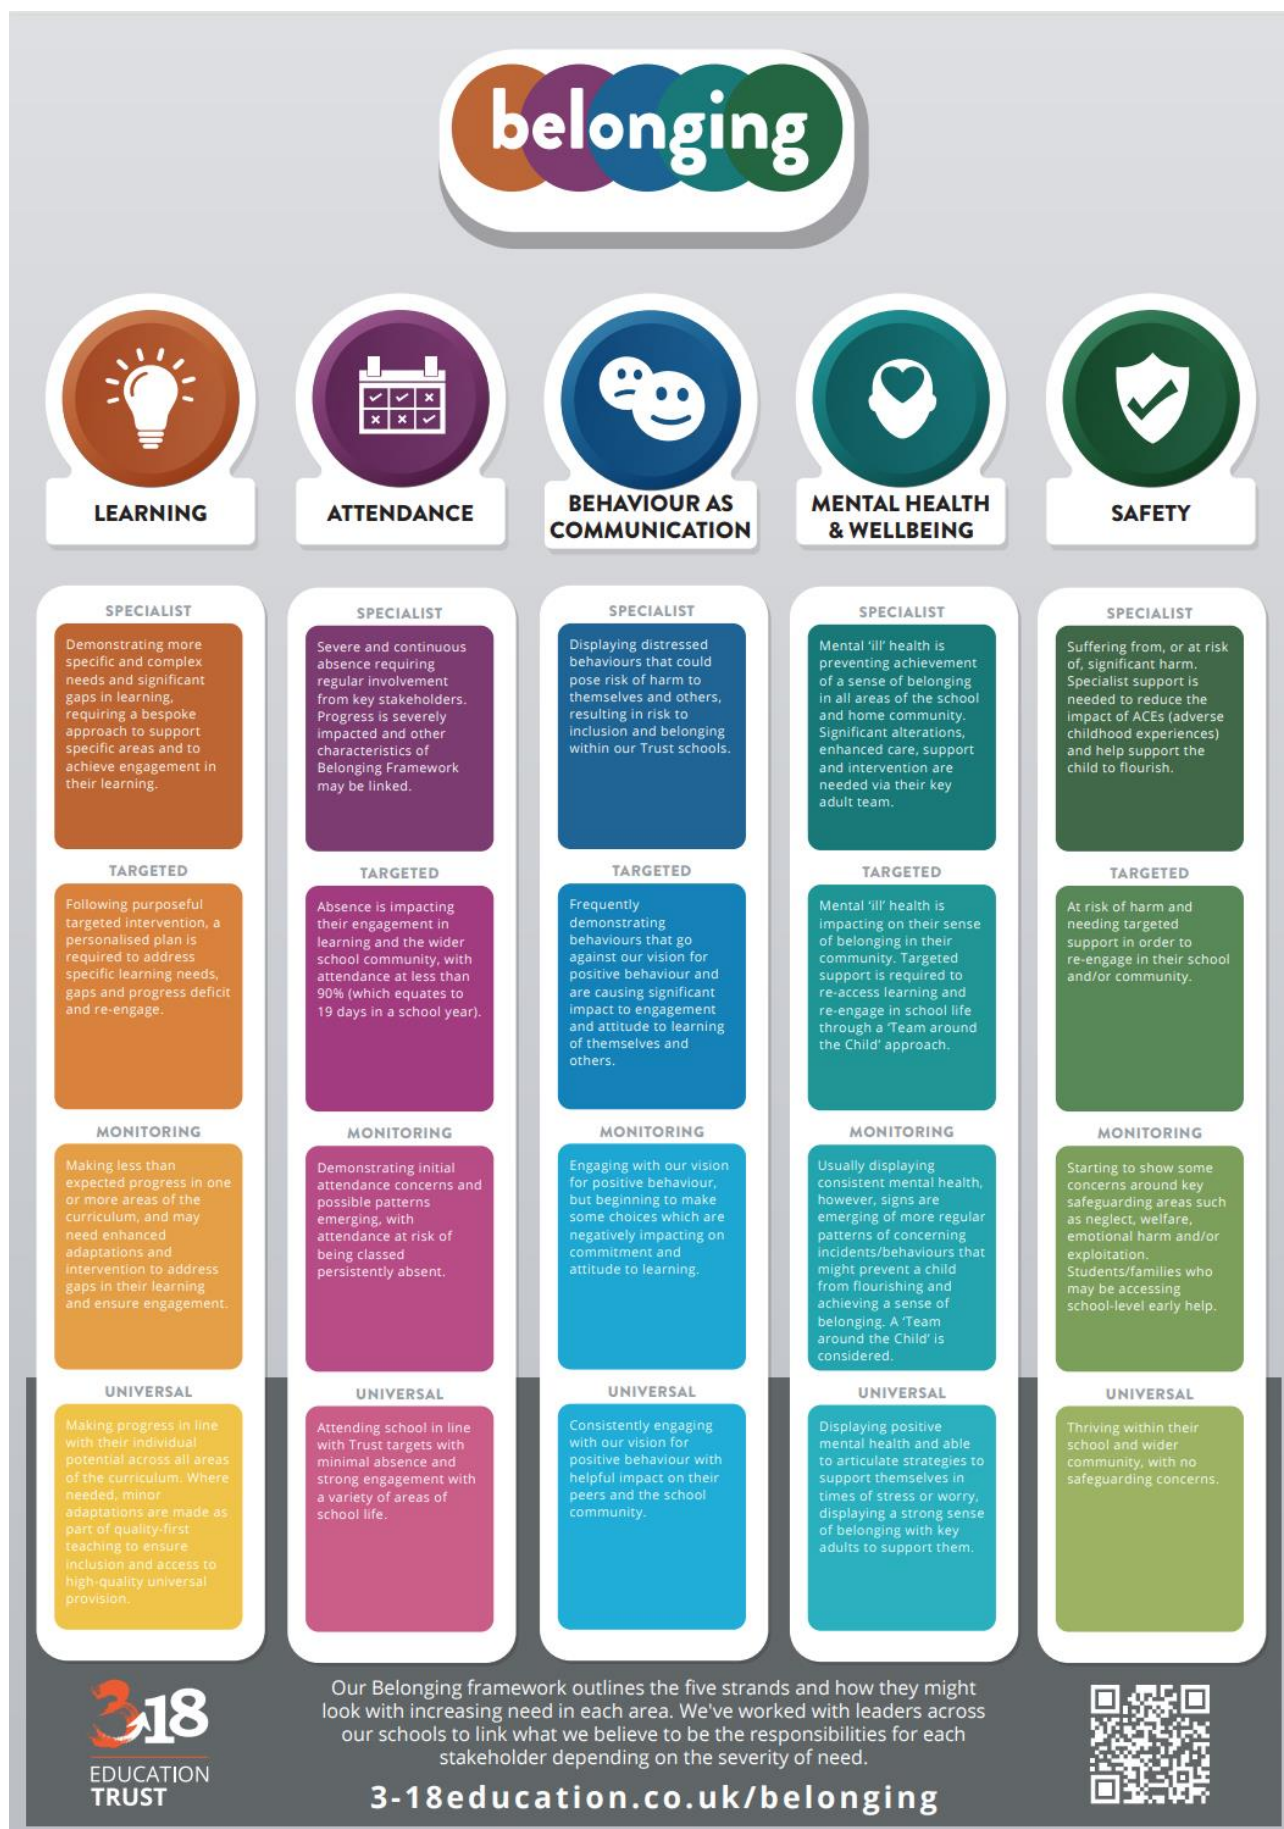 belonging
LEARNING
ATTENDANCE
BEHAVIOUR AS
COMMUNICATION
MENTAL HEALTH
& WELLBEING
SAFETY
SPECIALIST
Demonstrating more
specific and complex
needs and significant
gaps in learning,
requiring a bespoke
approach to support
specific areas and to
achieve engagement in
their learning.
TARGETED
Following purposeful
targeted intervention, a
personalised plan is
required to address
specific learning needs,
gaps and progress deficit
and re-engage.
MONITORING
Making less than
expected progress in one
or more areas of the
curriculum, and may
need enhanced
adaptations and
intervention to address
gaps in their learning
and ensure engagement.
UNIVERSAL
Making progress in line
with their individual
potential across all areas
of the curriculum. Where
needed, minor
adaptations are made as
part of quality-first
teaching to ensure
inclusion and access to
high-quality universal
provision.
SPECIALIST
Severe and continuous
absence requiring
regular involvement
from key stakeholders.
Progress is severely
impacted and other
characteristics of
Belonging Framework
may be linked.
TARGETED
Absence is impacting
their engagement in
learning and the wider
school community, with
attendance at less than
90% (which equates to
19 days in a school year).
MONITORING
Demonstrating initial
attendance concerns and
possible patterns
emerging, with
attendance at risk of
being classed
persistently absent.
UNIVERSAL
Attending school in line
with Trust targets with
minimal absence and
strong engagement with
a variety of areas of
school life.
SPECIALIST
Displaying distressed
behaviours that could
pose risk of harm to
themselves and others,
resulting in risk to
inclusion and belonging
within our Trust schools.
TARGETED
Frequently
demonstrating
behaviours that go
against our vision for
positive behaviour and
are causing significant
impact to engagement
and attitude to learning
of themselves and
others.
MONITORING
Engaging with our vision
for positive behaviour,
but beginning to make
some choices which are
negatively impacting on
commitment and
attitude to learning.
UNIVERSAL
Consistently engaging
with our vision for
positive behaviour with
helpful impact on their
peers and the school
community.
SPECIALIST
Mental ‘ill’ health is
preventing achievement
of a sense of belonging
in all areas of the school
and home community.
Significant alterations,
enhanced care, support
and intervention are
needed via their key
adult team.
TARGETED
Mental ‘ill’ health is
impacting on their sense
of belonging in their
community. Targeted
support is required to
re-access learning and
re-engage in school life
through a ‘Team around
the Child’ approach.
MONITORING
Usually displaying
consistent mental health,
however, signs are
emerging of more regular
patterns of concerning
incidents/behaviours that
might prevent a child
from flourishing and
achieving a sense of
belonging. A ‘Team
around the Child’ is
considered.
UNIVERSAL
Displaying positive
mental health and able
to articulate strategies to
support themselves in
times of stress or worry,
displaying a strong sense
of belonging with key
adults to support them.
SPECIALIST
Suffering from, or at risk
of, significant harm.
Specialist support is
needed to reduce the
impact of ACEs (adverse
childhood experiences)
and help support the
child to flourish.
TARGETED
At risk of harm and
needing targeted
support in order to
re-engage in their school
and/or community.
MONITORING
Starting to show some
concerns around key
safeguarding areas such
as neglect, welfare,
emotional harm and/or
exploitation.
Students/families who
may be accessing
school-level early help.
UNIVERSAL
Thriving within their
school and wider
community, with no
safeguarding concerns.
3-18
EDUCATION
TRUST
Our Belonging framework outlines the five strands and how they might
look with increasing need in each area. We've worked with leaders across
our schools to link what we believe to be the responsibilities for each
stakeholder depending on the severity of need.
3-18education.co.uk/belonging